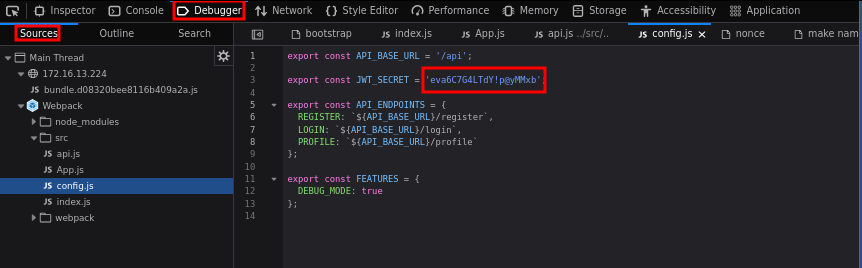 Inspector Console Debugger Network Style Editor Performance Memory Storage Accessibility Application
Sources Outline Search
bootstrap index.js App.js api.js ../src/.. config.js nonce make nam
Main Thread
172.16.13.224
bundle.d08320bee8116b409a2a.js
Webpack
node_modules
src
api.js
App.js
config.js
index.js
webpack
1 export const API_BASE_URL = '/api';
2
3 export const JWT_SECRET = 'eva6C7G4LTdY!p@yMMxb';
4
5 export const API_ENDPOINTS = {
6 REGISTER: `${API_BASE_URL}/register`,
7 LOGIN: `${API_BASE_URL}/login`,
8 PROFILE: `${API_BASE_URL}/profile`
9 };
10
11 export const FEATURES = {
12 DEBUG_MODE: true
13 };
14